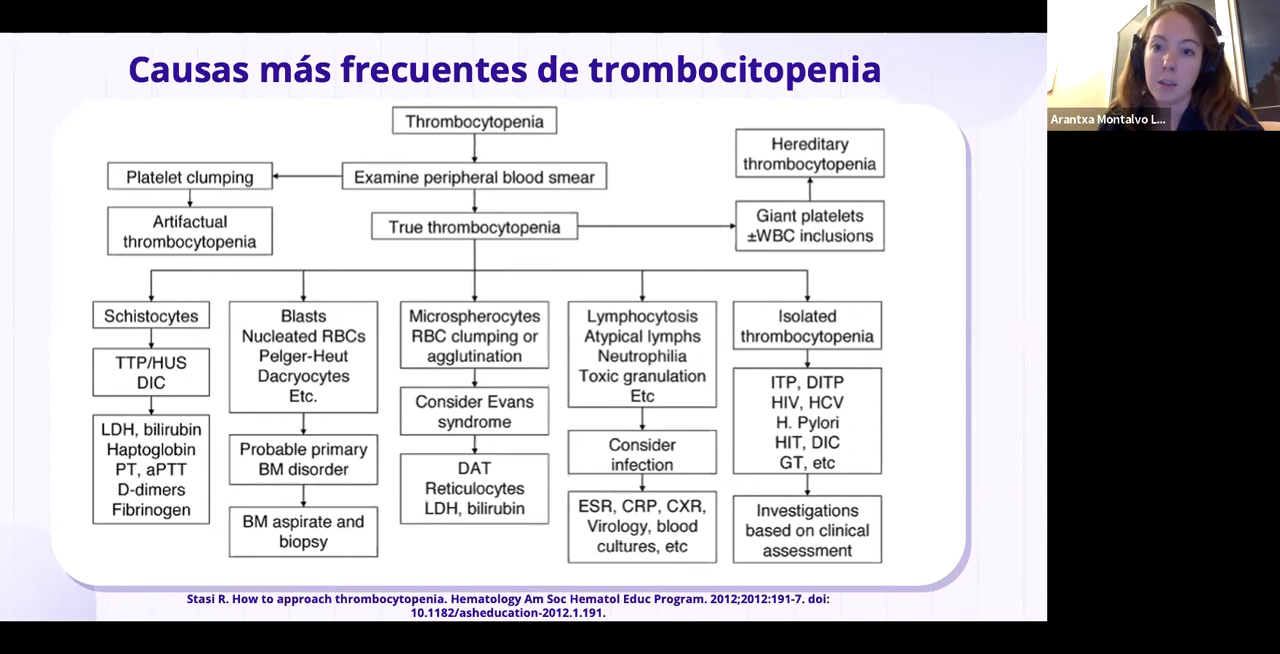 Causas más frecuentes de trombocitopenia
Arantxa Montalvo L...
Thrombocytopenia
Hereditary
thrombocytopenia
Platelet clumping
Examine peripheral blood smear
Artifactual
thrombocytopenia
True thrombocytopenia
Giant platelets
±WBC inclusions
Schistocytes
TTP/HUS
DIC
LDH, bilirubin
Haptoglobin
PT, aPTT
D-dimers
Fibrinogen
Blasts
Nucleated RBCs
Pelger-Heut
Dacryocytes
Etc.
Probable primary
BM disorder
BM aspirate and
biopsy
Microspherocytes
RBC clumping or
agglutination
Consider Evans
syndrome
DAT
Reticulocytes
LDH, bilirubin
Lymphocytosis
Atypical lymphs
Neutrophilia
Toxic granulation
Etc
Consider
infection
ESR, CRP, CXR,
Virology, blood
cultures, etc
Isolated
thrombocytopenia
ITP, DITP
HIV, HCV
H. Pylori
HIT, DIC
GT, etc
Investigations
based on clinical
assessment
Stasi R. How to approach thrombocytopenia. Hematology Am Soc Hematol Educ Program. 2012;2012:191-7. doi:
10.1182/asheducation-2012.1.191.